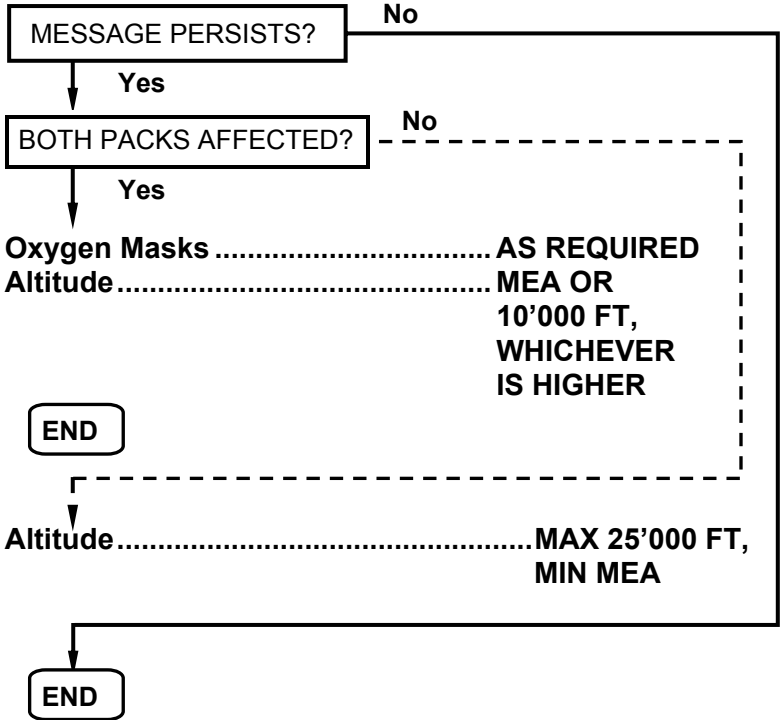 No
MESSAGE PERSISTS?
Yes
No
BOTH PACKS AFFECTED?
Yes
Oxygen Masks .................................. AS REQUIRED
Altitude .............................................. MEA OR
10’000 FT,
WHICHEVER
IS HIGHER
END
Altitude ...................................................MAX 25’000 FT,
MIN MEA
END